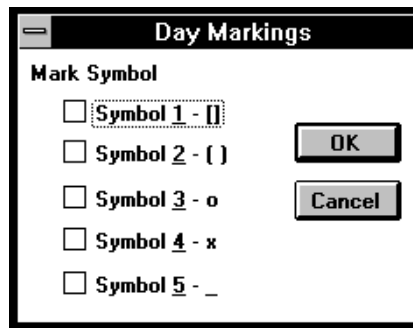 Day Markings
Mark Symbol
Symbol 1 - []
Symbol 2 - ( )
Symbol 3 - o
Symbol 4 - x
Symbol 5 - _
OK
Cancel